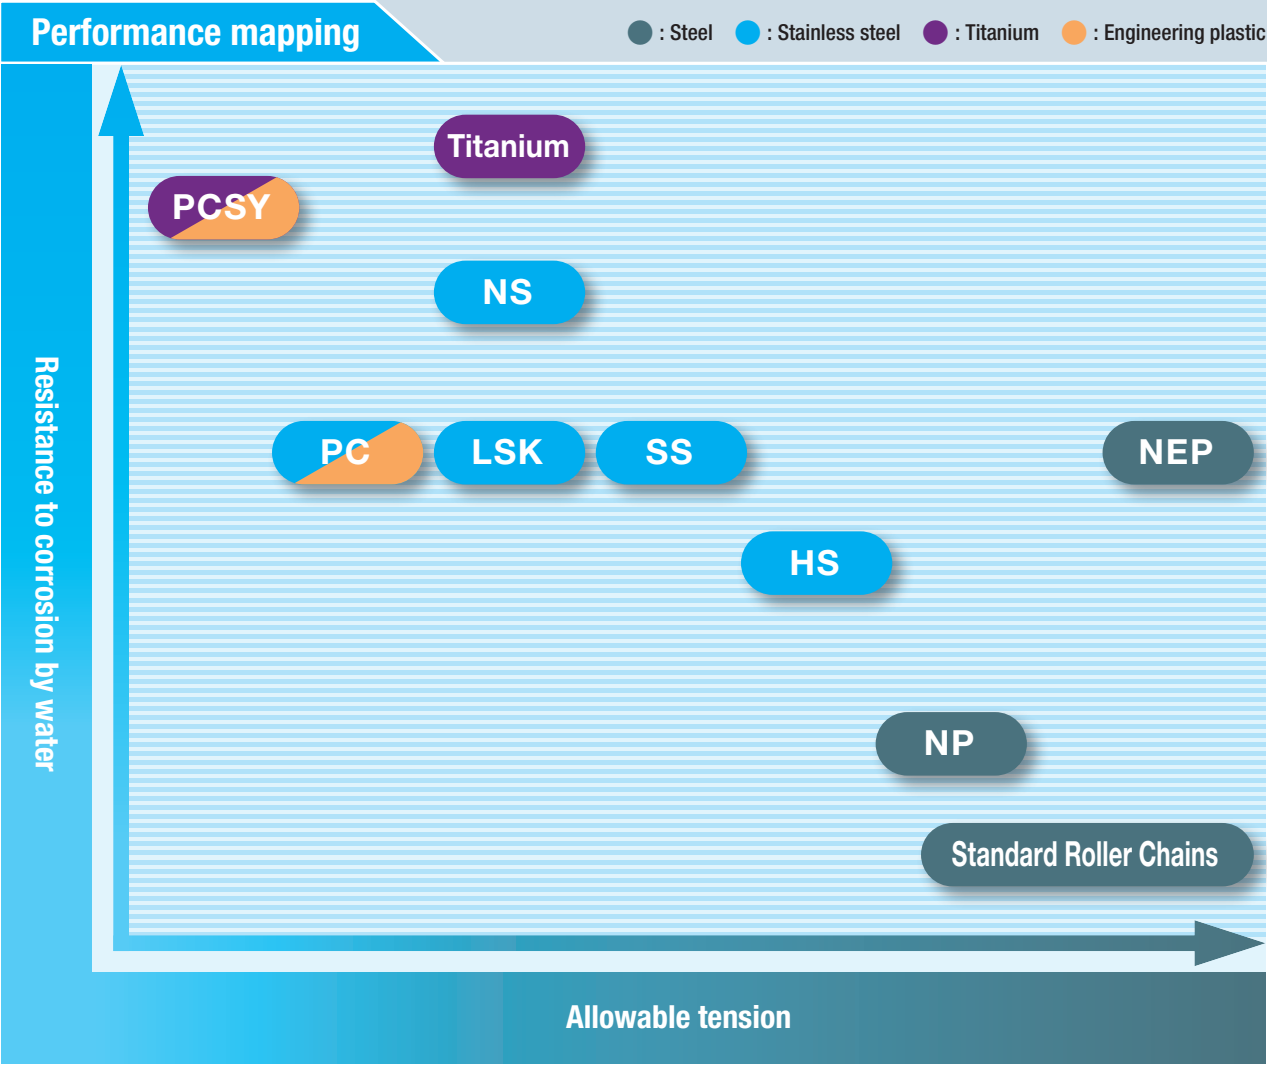 Performance mapping
: Steel
: Stainless steel
: Titanium
: Engineering plastic
Titanium
PCSY
NS
PC
LSK
SS
NEP
HS
NP
Standard Roller Chains
Resistance to corrosion by water
Allowable tension